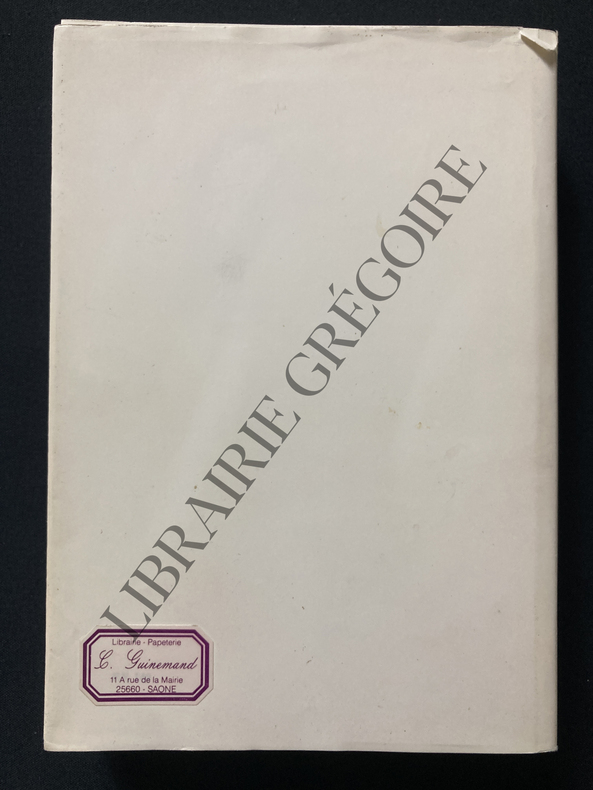 LIBRAIRIE GRÉGOIRE
Librairie - Papeterie
C. Guinemand
11 A rue de la Mairie
25660 - SAONE